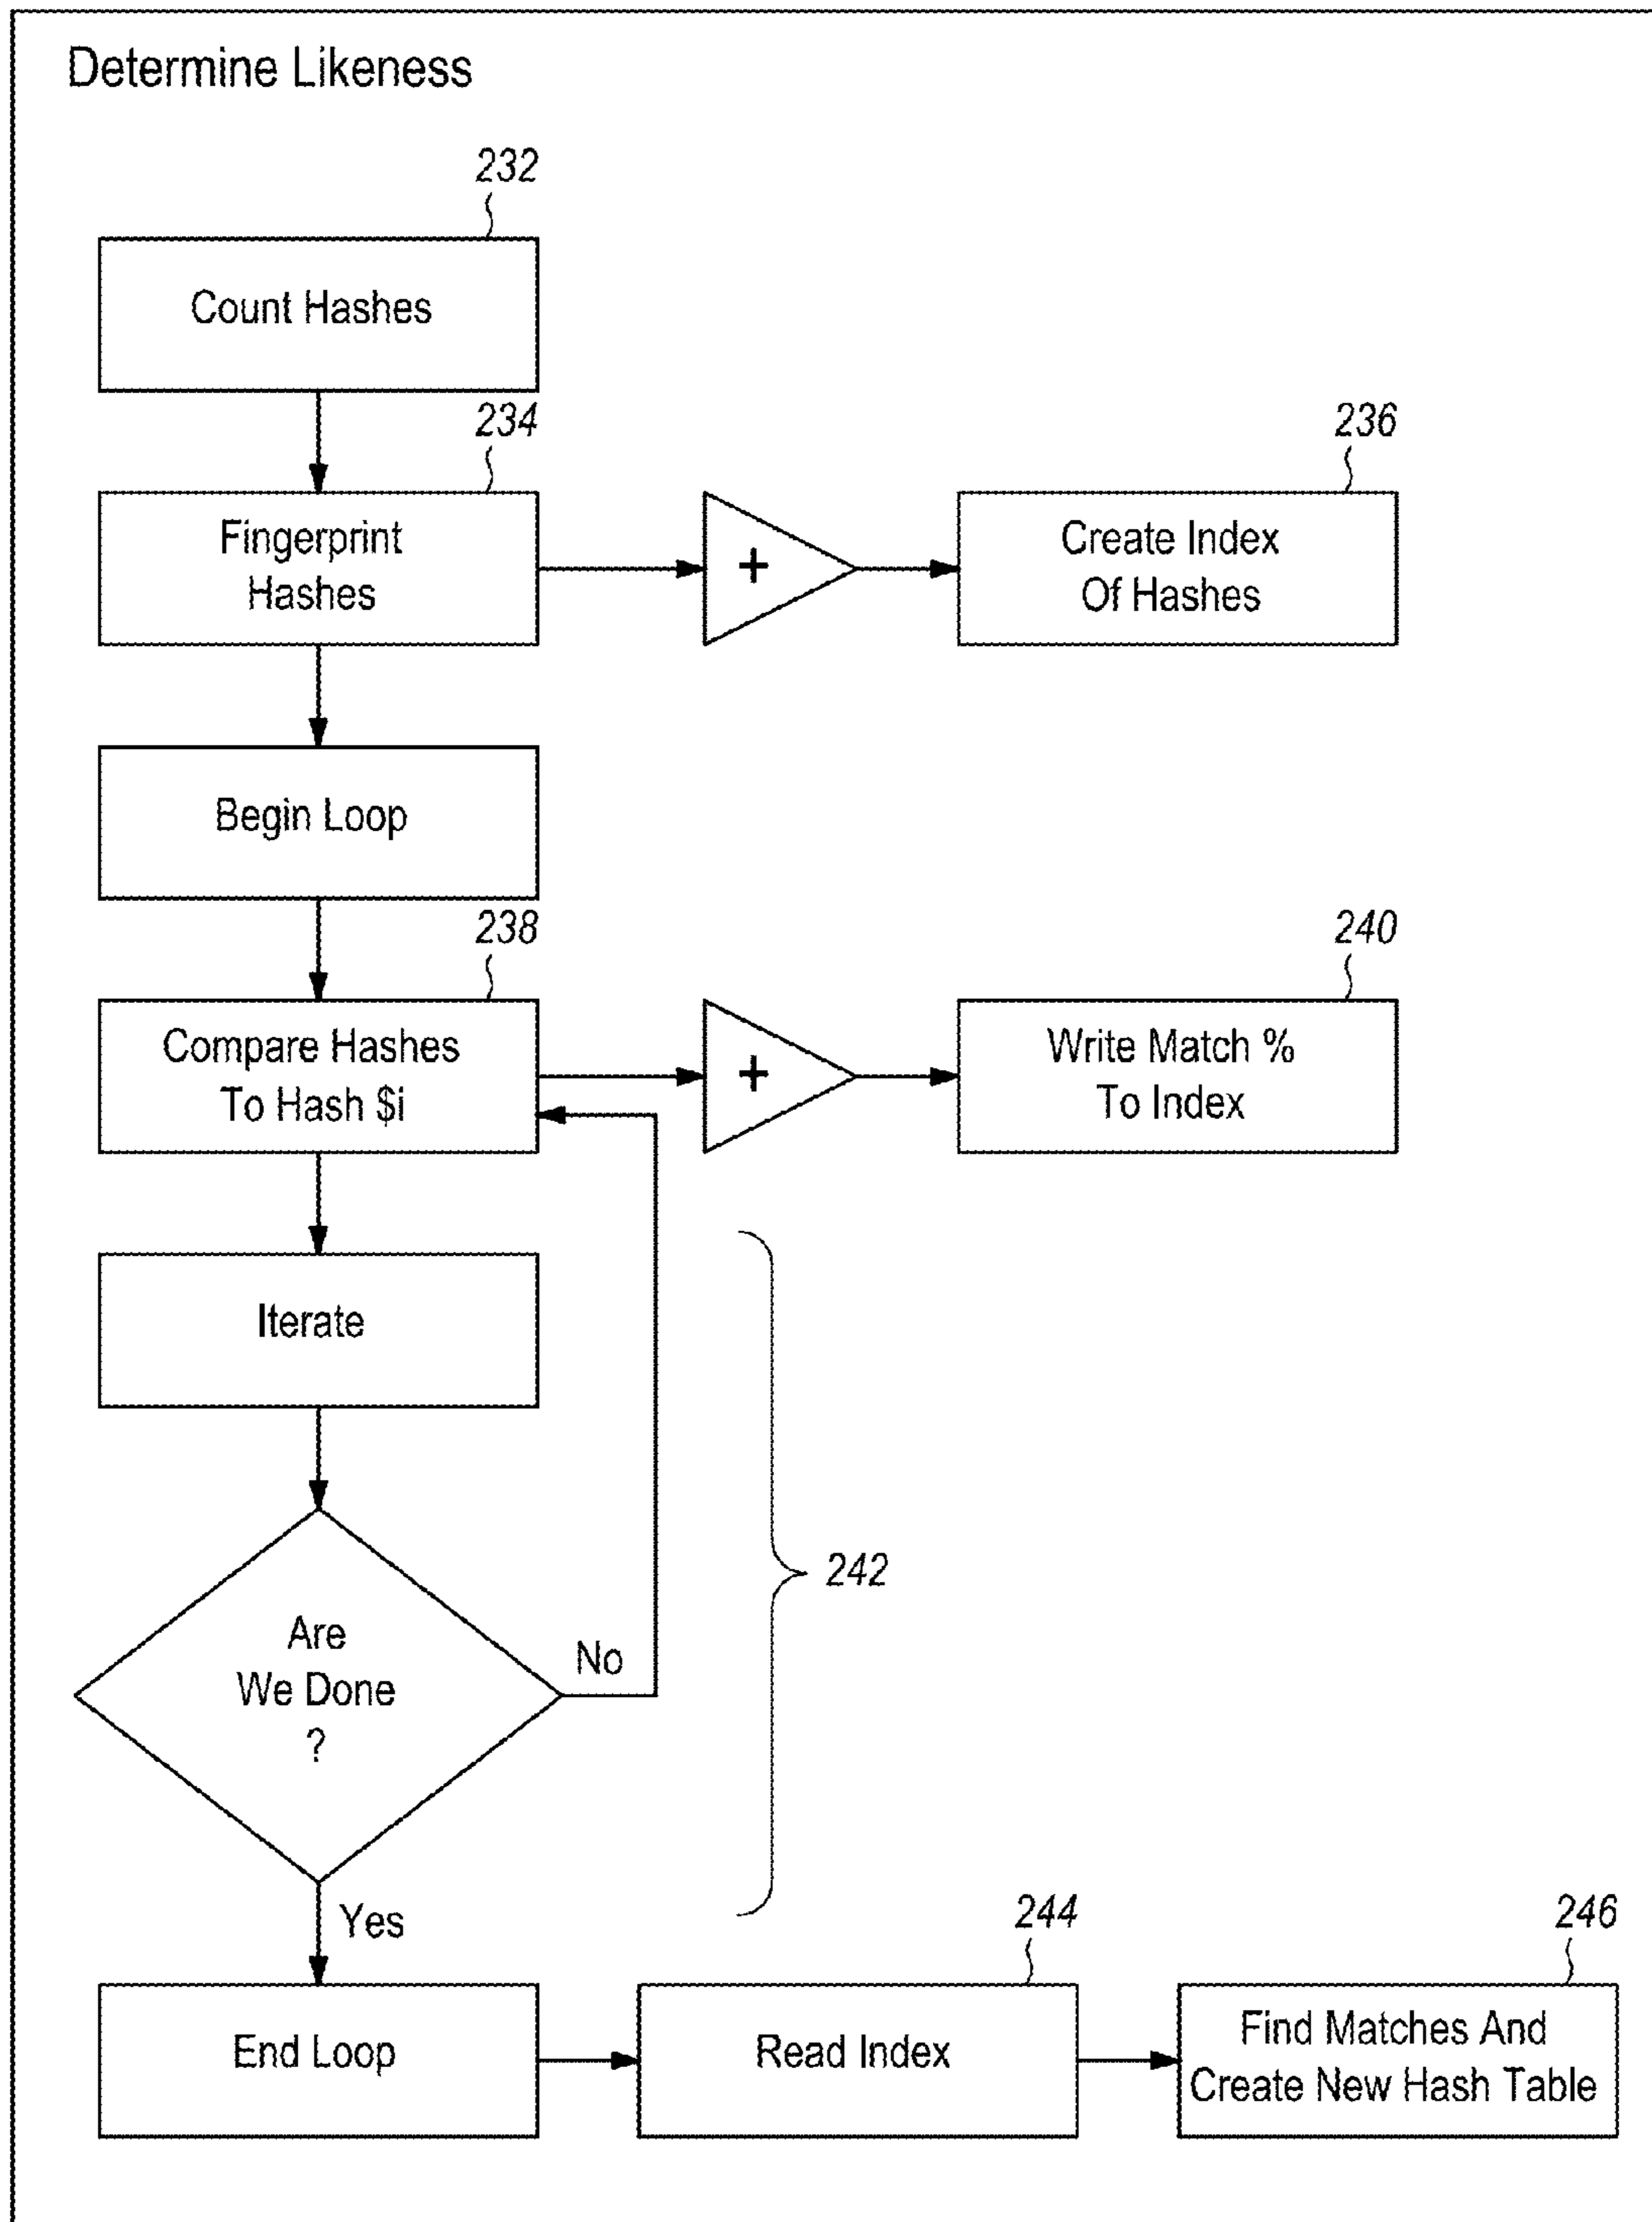 Determine Likeness
232
Count Hashes
234
236
Fingerprint
Hashes
+
Create Index
Of Hashes
Begin Loop
238
240
Compare Hashes
To Hash $i
+
Write Match %
To Index
Iterate
242
Are
We Done
?
No
Yes
244
246
End Loop
Read Index
Find Matches And
Create New Hash Table